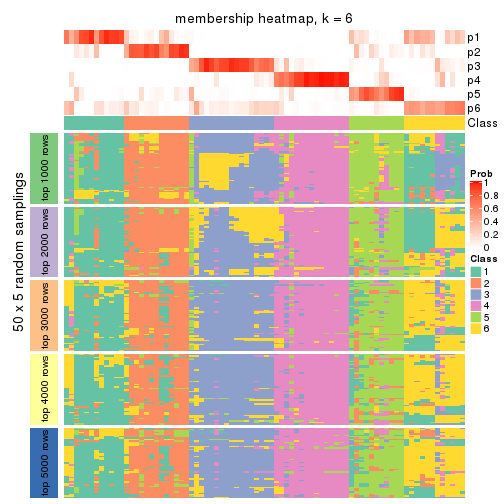 membership heatmap, k = 6
p1
p2
p3
p4
p5
p6
Class
50 x 5 random samplings
top 1000 rows
top 2000 rows
top 3000 rows
top 4000 rows
top 5000 rows
Prob
1
0.8
0.6
0.4
0.2
0
Class
1
2
3
4
5
6